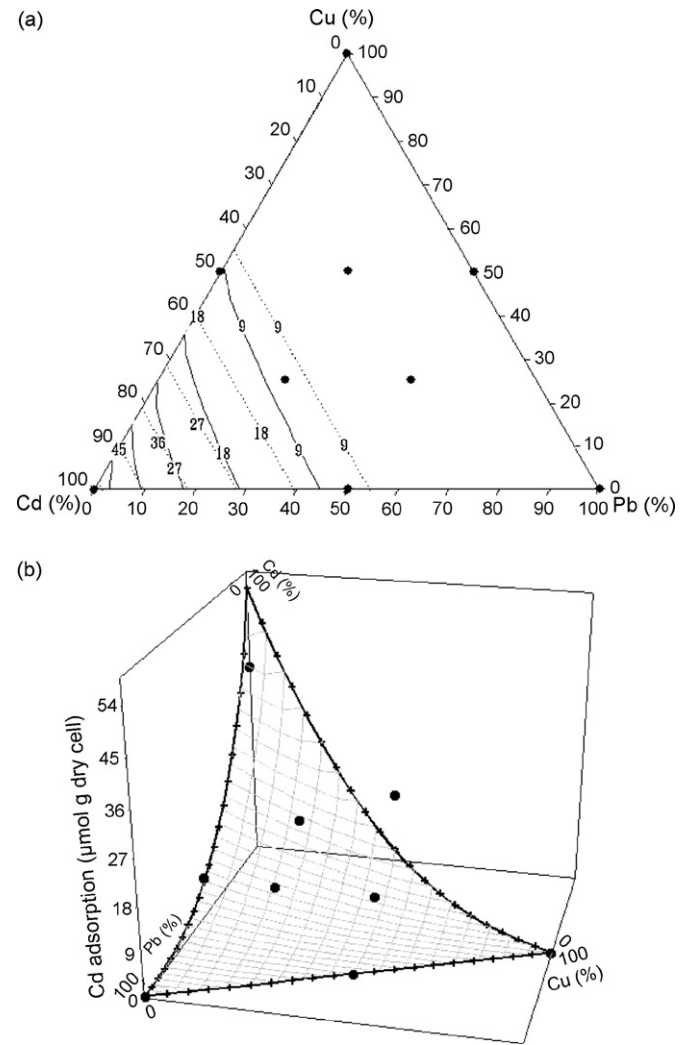 (a)
Cu (%)
0 100
10 90
20 80
30 70
40 60
50 50
60 18 9 9 40
70 30
80 20
27 18 9
90 45 36 18 9 10
27
100 0
Cd (%) 0 10 20 30 40 50 60 70 80 90 100 Pb (%)
(b)
Cd (%)
0 100
54
45
36
27
18
9
0
Cd adsorption (µmol g dry cell)
Pb (%)
100
0
0
100
Cu (%)